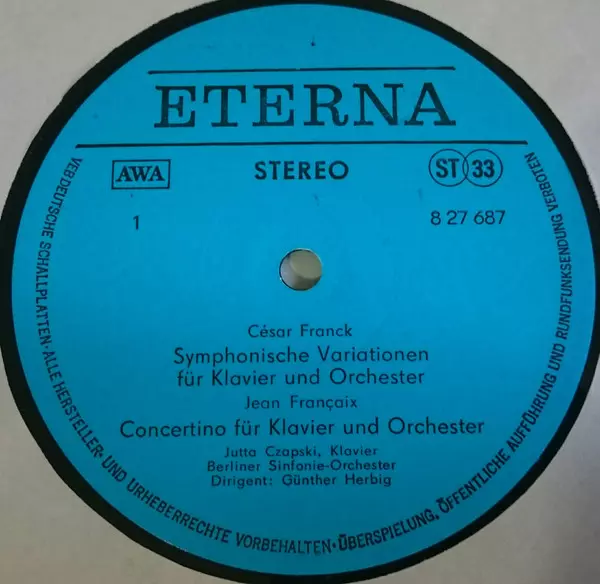 ETERNA
AWA
STEREO
ST 33
1
8 27 687
César Franck
Symphonische Variationen
für Klavier und Orchester
Jean Françaix
Concertino für Klavier und Orchester
Jutta Czapski, Klavier
Berliner Sinfonie-Orchester
Dirigent: Günther Herbig
VEB DEUTSCHE SCHALLPLATTEN·ALLE HERSTELLER- UND URHEBERRECHTE VORBEHALTEN·ÜBERSPIELUNG, ÖFFENTLICHE AUFFÜHRUNG UND RUNDFUNKSENDUNG VERBOTEN